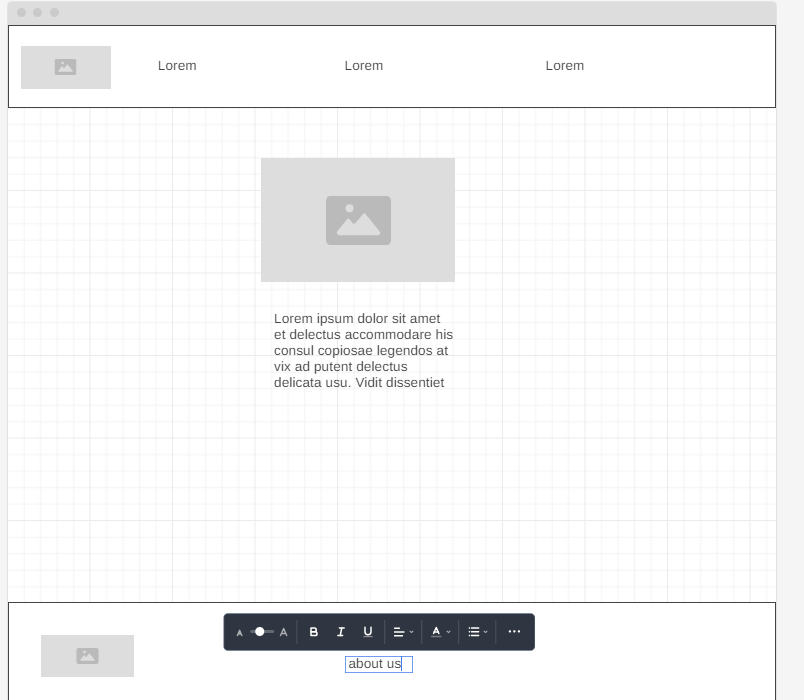 Lorem Lorem Lorem
Lorem ipsum dolor sit amet
et delectus accommodare his
consul copiosae legendos at
vix ad putent delectus
delicata usu. Vidit dissentiet
A A B I U A
about us